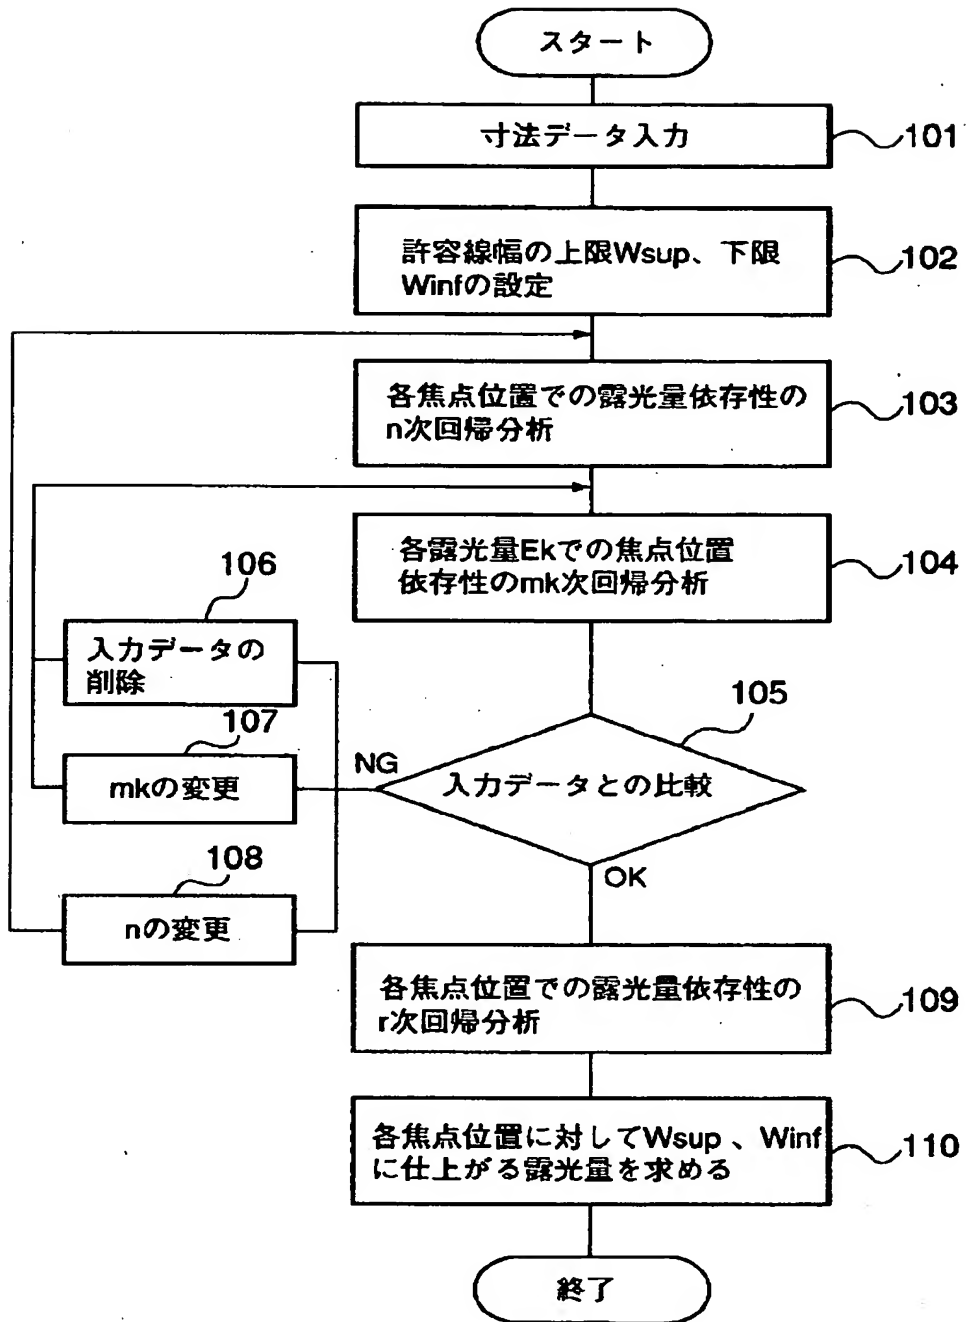 スタート
寸法データ入力
101
許容線幅の上限Wsup、下限
Winfの設定
102
各焦点位置での露光量依存性の
n次回帰分析
103
各露光量Ekでの焦点位置
依存性のmk次回帰分析
104
106
入力データの
削除
107
mkの変更
108
nの変更
NG
105
入力データとの比較
OK
各焦点位置での露光量依存性の
r次回帰分析
109
各焦点位置に対してWsup 、Winf
に仕上がる露光量を求める
110
終了